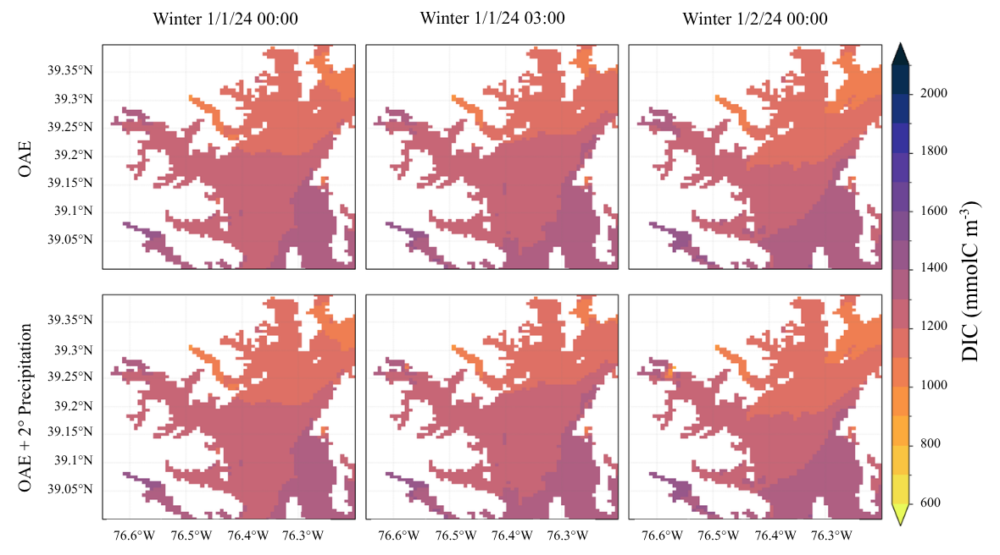 Winter 1/1/24 00:00
Winter 1/1/24 03:00
Winter 1/2/24 00:00
OAE
39.35°N
39.3°N
39.25°N
39.2°N
39.15°N
39.1°N
39.05°N
OAE + 2° Precipitation
39.35°N
39.3°N
39.25°N
39.2°N
39.15°N
39.1°N
39.05°N
76.6°W 76.5°W 76.4°W 76.3°W
76.6°W 76.5°W 76.4°W 76.3°W
76.6°W 76.5°W 76.4°W 76.3°W
2000
1800
1600
1400
1200
1000
800
600
DIC (mmolC m⁻³)